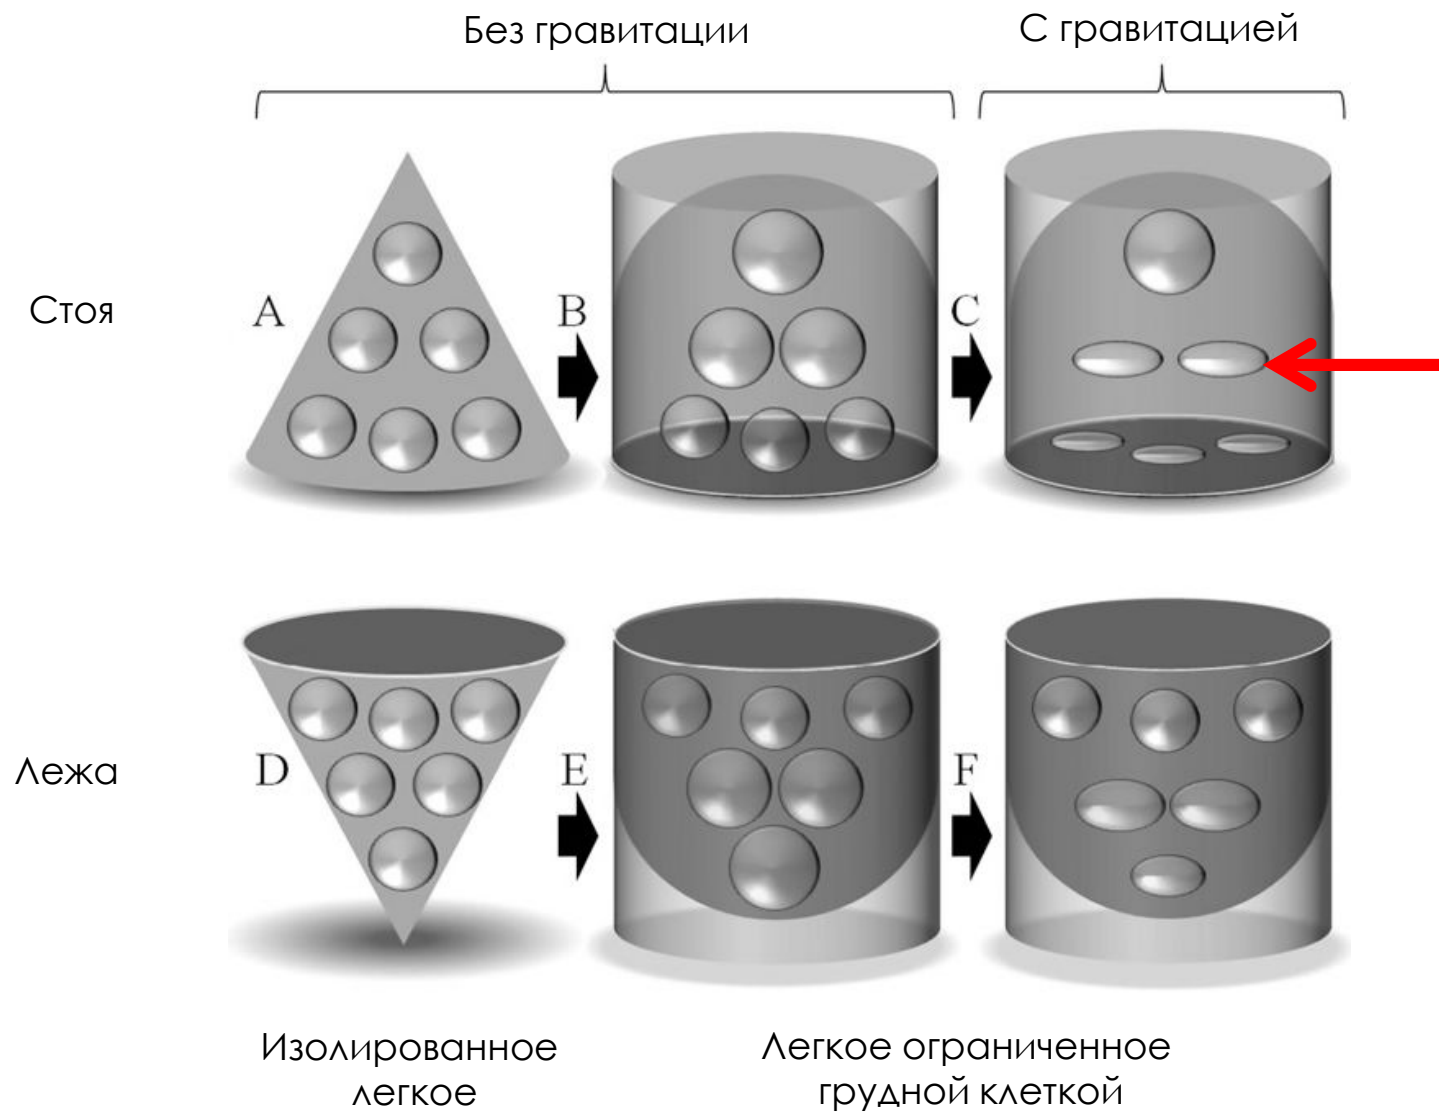 Без гравитации
С гравитацией
Стоя
A
B
C
Лежа
D
E
F
Изолированное
легкое
Легкое ограниченное
грудной клеткой